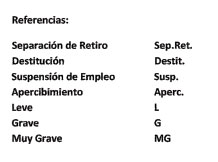 Referencias:
Separación de Retiro Sep.Ret.
Destitución Destit.
Suspensión de Empleo Susp.
Apercibimiento Aperc.
Leve L
Grave G
Muy Grave MG